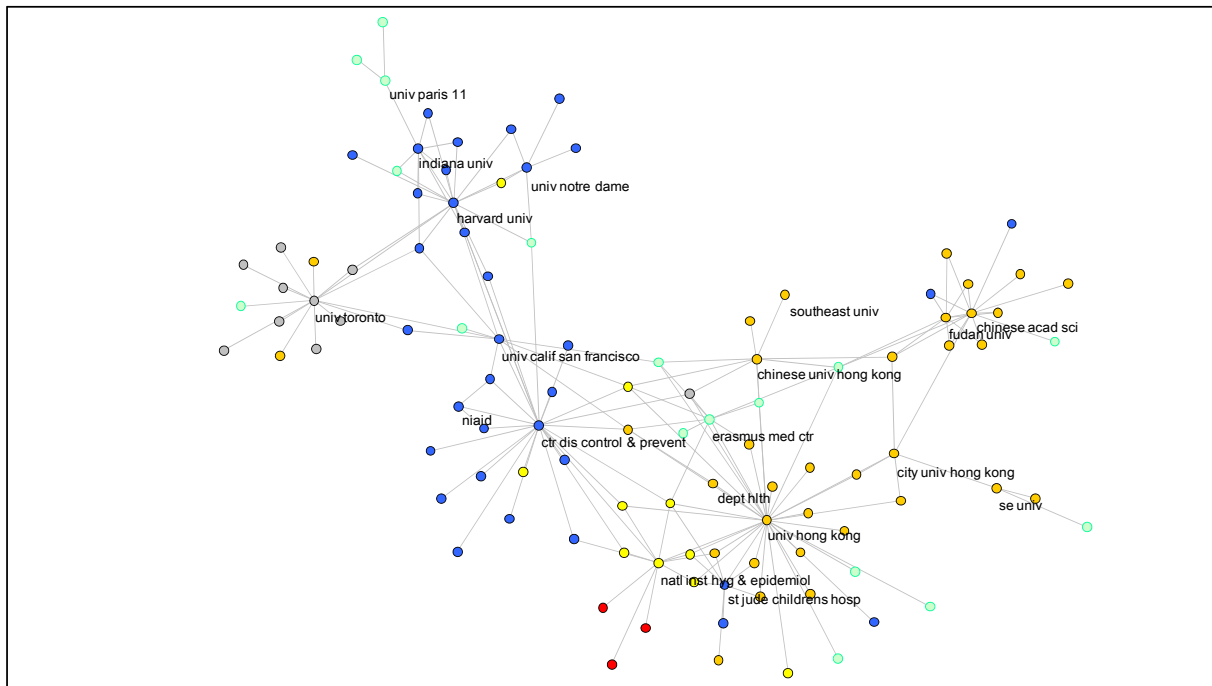 univ paris 11
indiana univ
univ notre dame
harvard univ
univ toronto
southeast univ
chinese acad sci
fudan univ
univ calif san francisco
chinese univ hong kong
niaid
ctr dis control & prevent
erasmus med ctr
city univ hong kong
dept hlth
se univ
univ hong kong
natl inst hyg & epidemiol
st jude childrens hosp